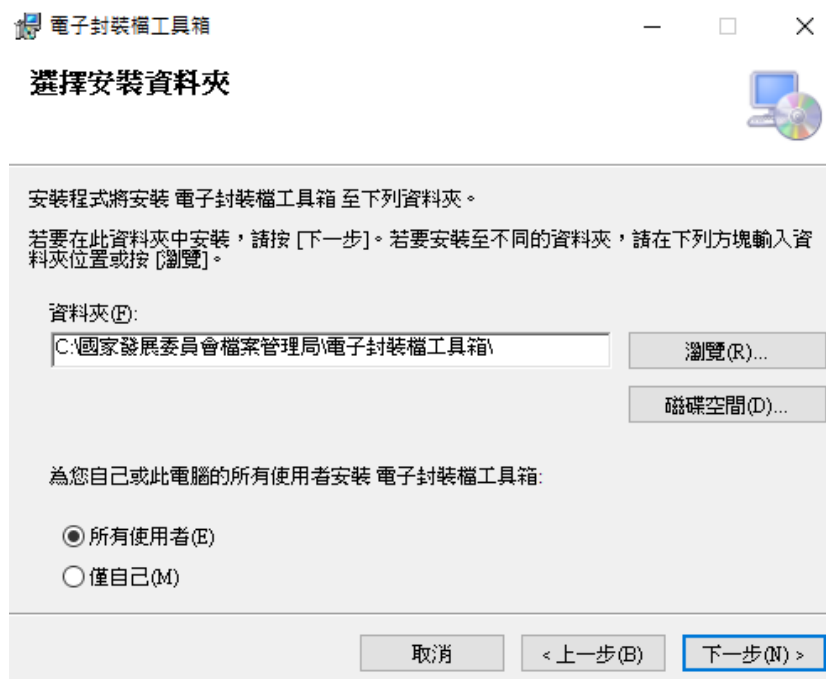 電子封裝檔工具箱
選擇安裝資料夾
安裝程式將安裝 電子封裝檔工具箱 至下列資料夾。
若要在此資料夾中安裝，請按 [下一步]。若要安裝至不同的資料夾，請在下列方塊輸入資
料夾位置或按 [瀏覽]。
資料夾(F):
C:\國家發展委員會檔案管理局\電子封裝檔工具箱\
瀏覽(R)...
磁碟空間(D)...
為您自己或此電腦的所有使用者安裝 電子封裝檔工具箱:
所有使用者(E)
僅自己(M)
取消
< 上一步(B)
下一步(N) >